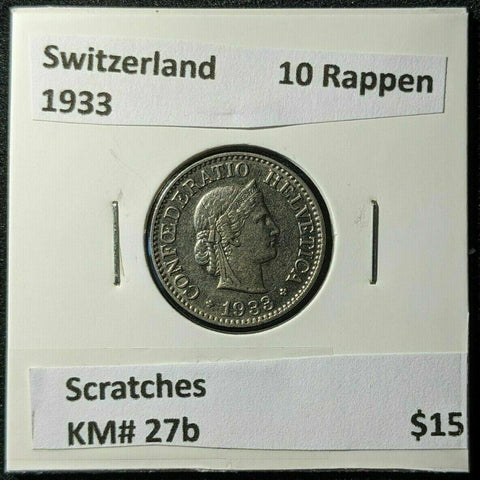 Switzerland 10 Rappen
1933
CONFŒDERATIO HELVETICA
* 1933 *
Scratches
KM# 27b $15